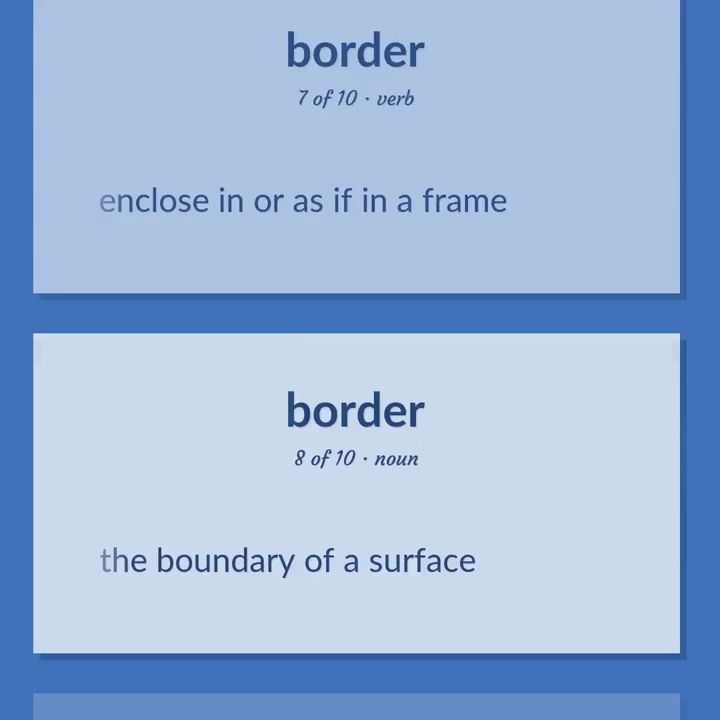 border
7 of 10 · verb
enclose in or as if in a frame
border
8 of 10 · noun
the boundary of a surface